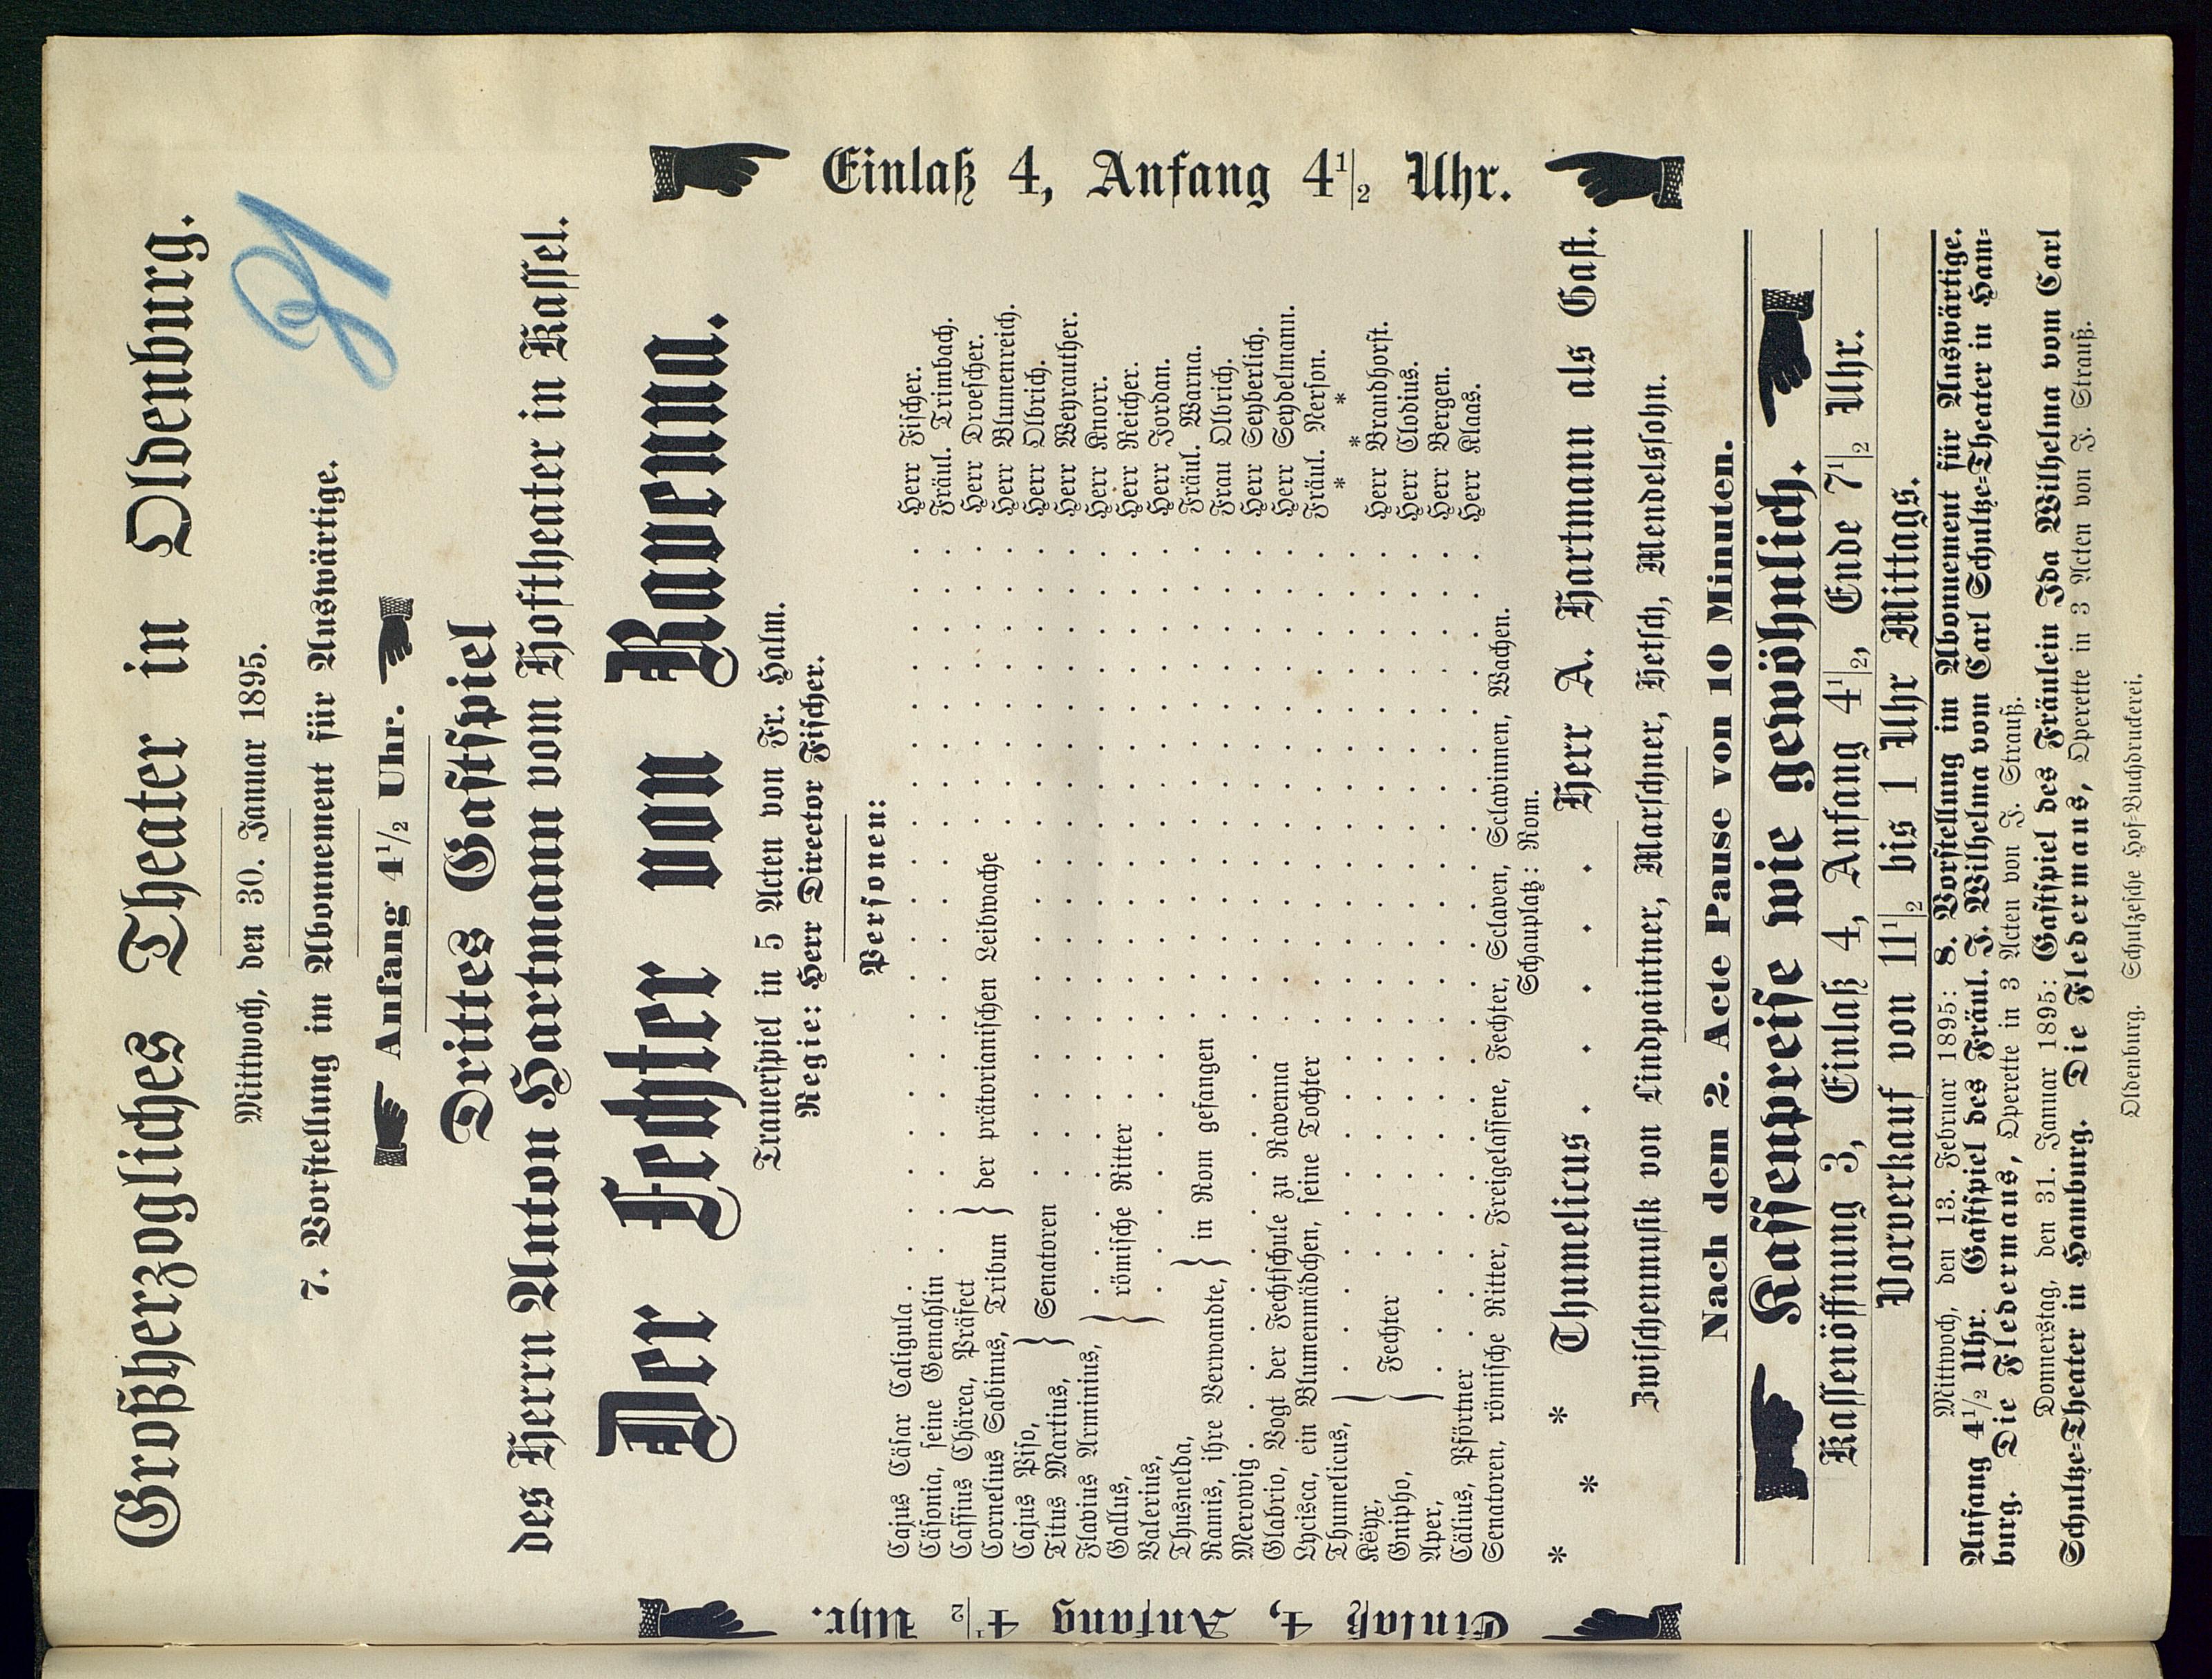 Großherzogliches Theater in Oldenburg.
Mittwoch, den 30. Januar 1895.
7. Vorstellung im Abonnement für Auswärtige.
Anfang 4½ Uhr.
Drittes Gastspiel
des Herrn Anton Hartmann vom Hoftheater in Kassel.
Der Fechter von Ravenna.
Trauerspiel in 5 Acten von Fr. Halm.
Regie: Herr Director Fischer.
Personen:
Cajus Cäsar Caligula . . . Herr Fischer.
Cäsonia, seine Gemahlin . . . Fräul. Trimbach.
Cassius Chärea, Präfect } der prätorianischen Leibwache . . . Herr Droescher.
Cornelius Sabinus, Tribun } . . . Herr Blumenreich.
Cajus Piso, } Senatoren . . . Herr Olbrich.
Titus Martius, } . . . Herr Weyrauther.
Flavius Arminius, } römische Ritter . . . Herr Knorr.
Gallus, . . . Herr Reicher.
Valerius, } . . . Herr Jordan.
Thusnelda, } in Rom gefangen . . . Fräul. Warna.
Ramis, ihre Verwandte, } . . . Frau Olbrich.
Merowig . . . Herr Seyberlich.
Glabrio, Vogt der Fechtschule zu Ravenna . . . Herr Seydelmann.
Lycisca, ein Blumenmädchen, seine Tochter . . . Fräul. Nerson.
Thumelicus, } Fechter . . . * * *
Keyx, . . . Herr Brandhorst.
Gnipho, . . . Herr Clodius.
Aper, } . . . Herr Bergen.
Cälius, Pförtner . . . Herr Klaas.
Senatoren, römische Ritter, Freigelassene, Fechter, Sclaven, Sclavinnen, Wachen.
Schauplatz: Rom.
* * * Thumelicus . . . . . Herr A. Hartmann als Gast.
Zwischenmusik von Lindpaintner, Marschner, Hetsch, Mendelssohn.
Nach dem 2. Acte Pause von 10 Minuten.
Kassenpreise wie gewöhnlich.
Kassenöffnung 3, Einlaß 4, Anfang 4½, Ende 7½ Uhr.
Vorverkauf von 11½ bis 1 Uhr Mittags.
Mittwoch, den 13. Februar 1895: 8. Vorstellung im Abonnement für Auswärtige.
Anfang 4½ Uhr. Gastspiel des Fräul. J. Wilhelma vom Carl Schultze-Theater in Ham-
burg. Die Fledermaus, Operette in 3 Acten von J. Strauß.
Donnerstag, den 31. Januar 1895: Gastspiel des Fräulein Ida Wilhelma vom Carl
Schultze-Theater in Hamburg. Die Fledermaus, Operette in 3 Acten von J. Strauß.
Oldenburg. Schulzesche Hof-Buchdruckerei.
Einlaß 4, Anfang 4½ Uhr.
Einlaß 4, Anfang 4½ Uhr.